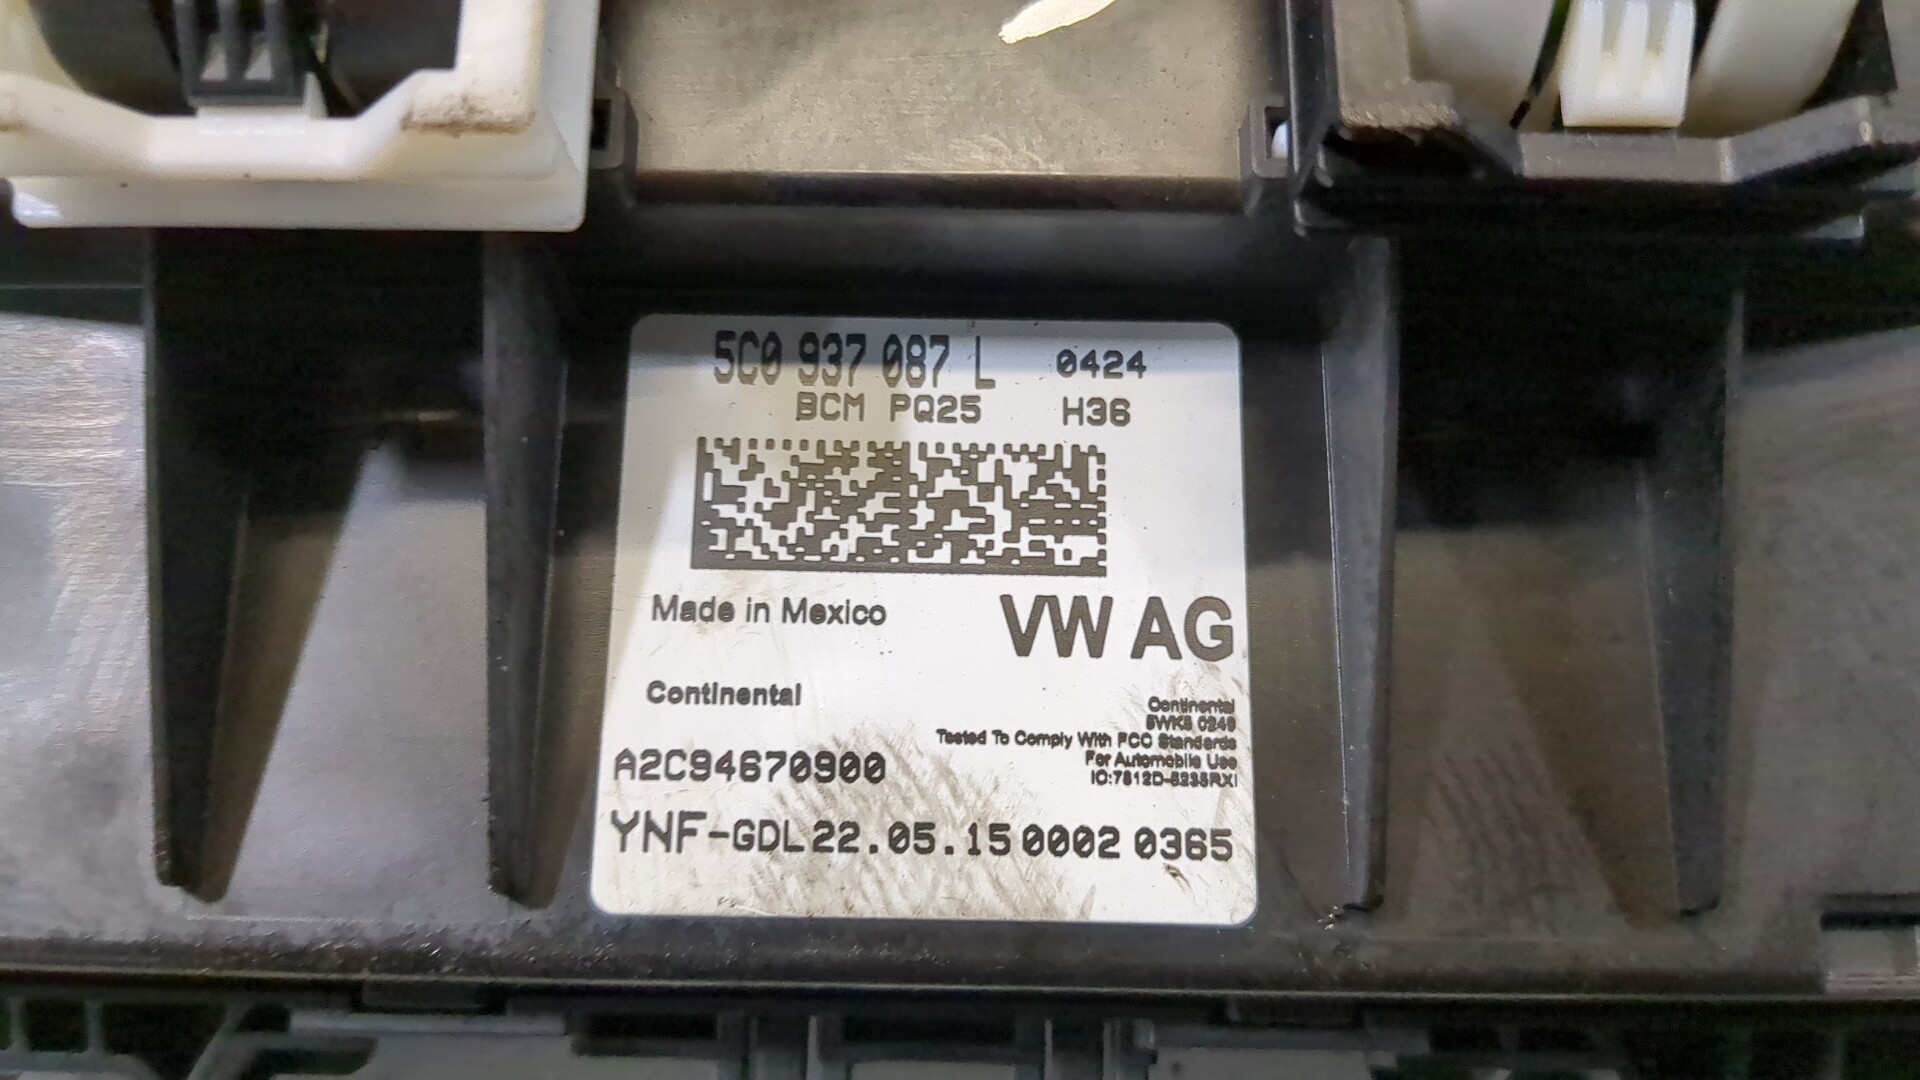 5C0 937 087 L 0424
BCM PQ25 H36
Made in Mexico
VW AG
Continental
Continental
5WK5 0249
Tested To Comply With FCC Standards
For Automobile Use
A2C94670900
YNF-GDL 22.05.15 0002 0365